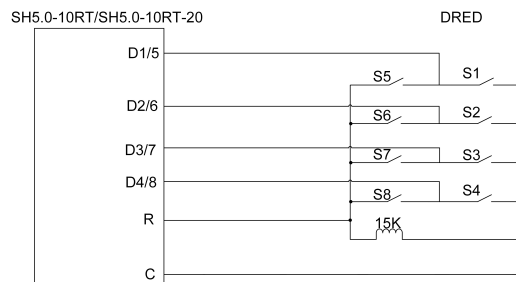 SH5.0-10RT/SH5.0-10RT-20 DRED
D1/5
S5 S1
D2/6
S6 S2
D3/7
S7 S3
D4/8
S8 S4
R
15K
C